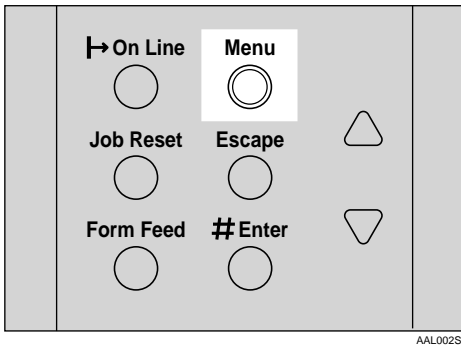 On Line Menu
Job Reset Escape
Form Feed # Enter
AAL002S